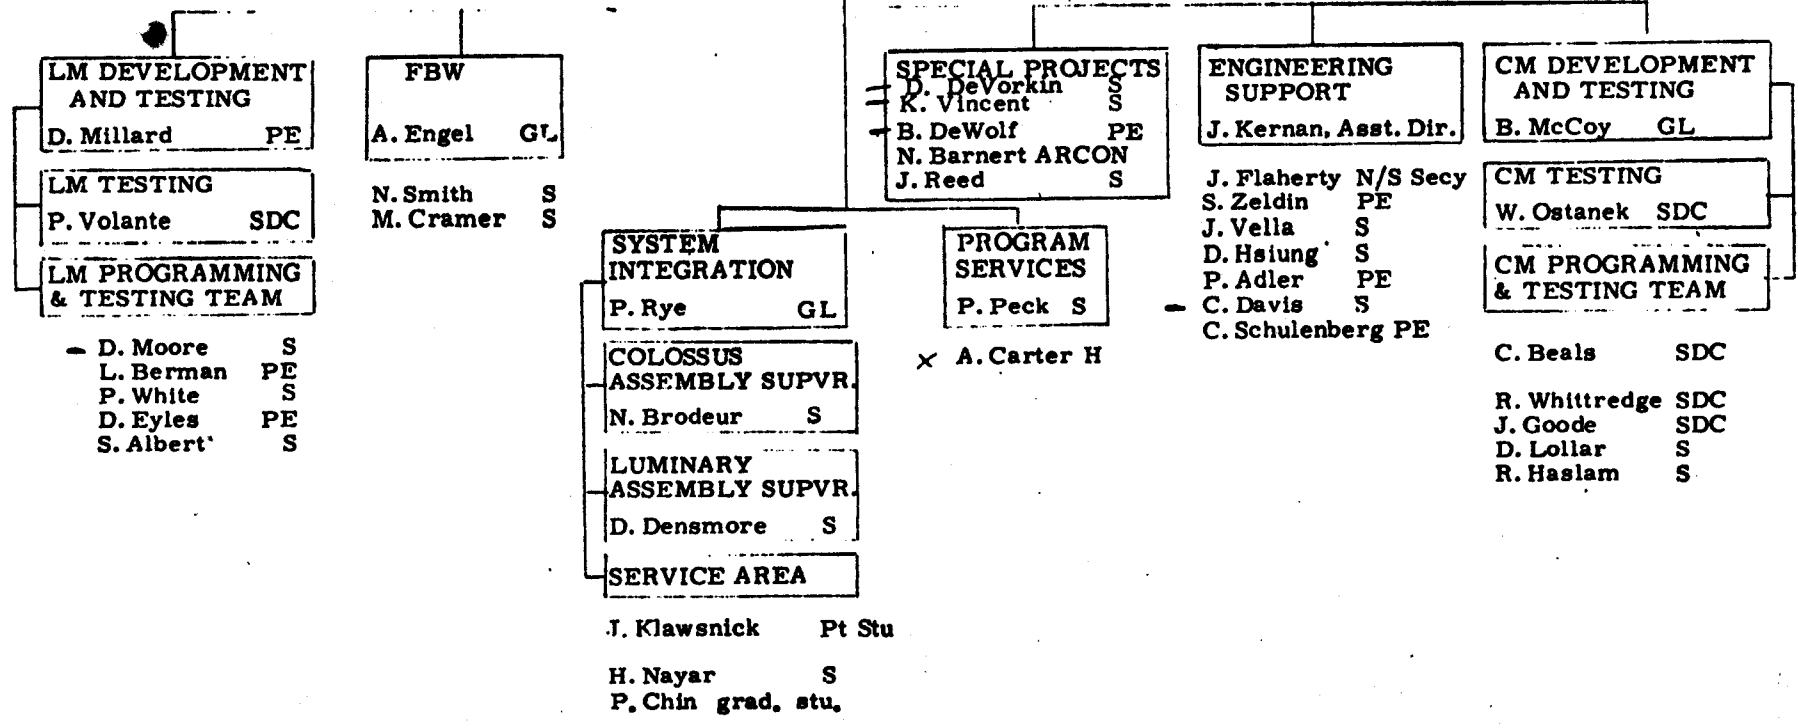 LM DEVELOPMENT
AND TESTING
D. Millard PE
LM TESTING
P. Volante SDC
LM PROGRAMMING
& TESTING TEAM
D. Moore S
L. Berman PE
P. White S
D. Eyles PE
S. Albert S
FBW
A. Engel GL
N. Smith S
M. Cramer S
SYSTEM
INTEGRATION
P. Rye GL
COLOSSUS
ASSEMBLY SUPVR.
N. Brodeur S
LUMINARY
ASSEMBLY SUPVR.
D. Densmore S
SERVICE AREA
J. Klawsnick Pt Stu
H. Nayar S
P. Chin grad. stu.
SPECIAL PROJECTS
D. DeVorkin S
K. Vincent S
B. DeWolf PE
N. Barnert ARCON
J. Reed S
PROGRAM
SERVICES
P. Peck S
x A. Carter H
ENGINEERING
SUPPORT
J. Kernan, Asst. Dir.
J. Flaherty N/S Secy
S. Zeldin PE
J. Vella S
D. Hsiung S
P. Adler PE
C. Davis S
C. Schulenberg PE
CM DEVELOPMENT
AND TESTING
B. McCoy GL
CM TESTING
W. Ostanek SDC
CM PROGRAMMING
& TESTING TEAM
C. Beals SDC
R. Whittredge SDC
J. Goode SDC
D. Lollar S
R. Haslam S